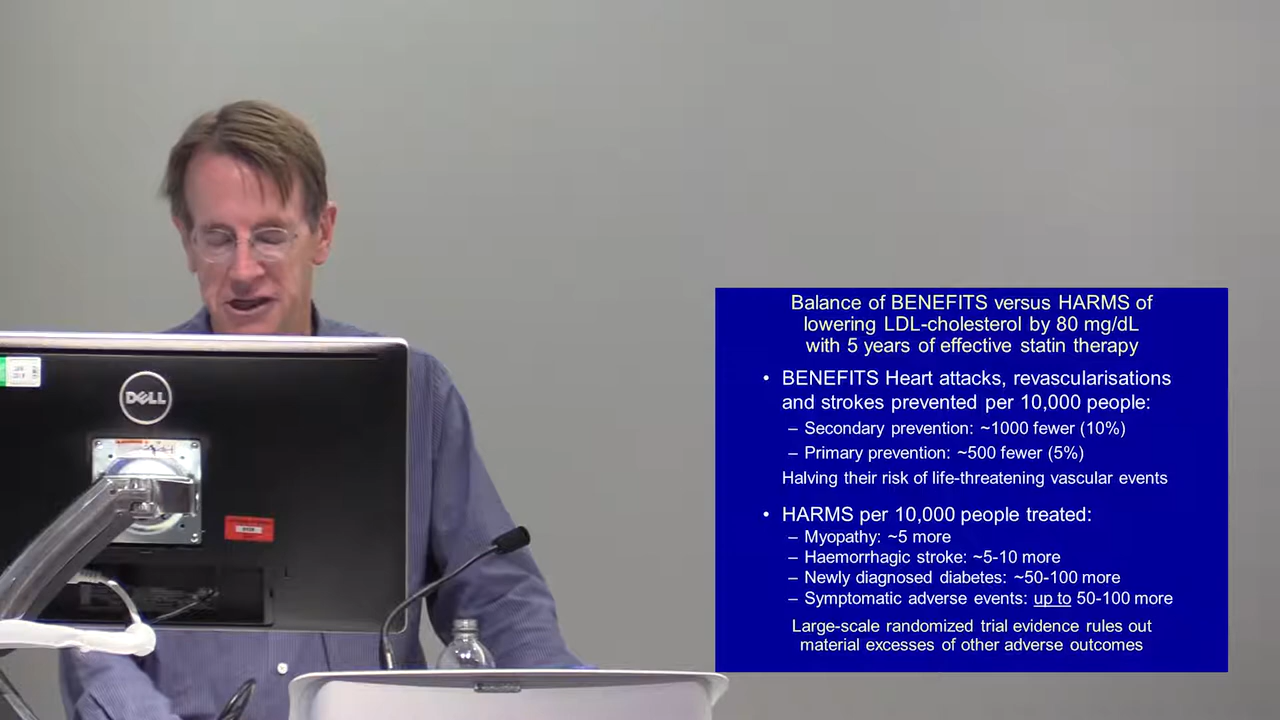 DELL
Balance of BENEFITS versus HARMS of
lowering LDL-cholesterol by 80 mg/dL
with 5 years of effective statin therapy
• BENEFITS Heart attacks, revascularisations
and strokes prevented per 10,000 people:
– Secondary prevention: ~1000 fewer (10%)
– Primary prevention: ~500 fewer (5%)
Halving their risk of life-threatening vascular events
• HARMS per 10,000 people treated:
– Myopathy: ~5 more
– Haemorrhagic stroke: ~5-10 more
– Newly diagnosed diabetes: ~50-100 more
– Symptomatic adverse events: up to 50-100 more
Large-scale randomized trial evidence rules out
material excesses of other adverse outcomes